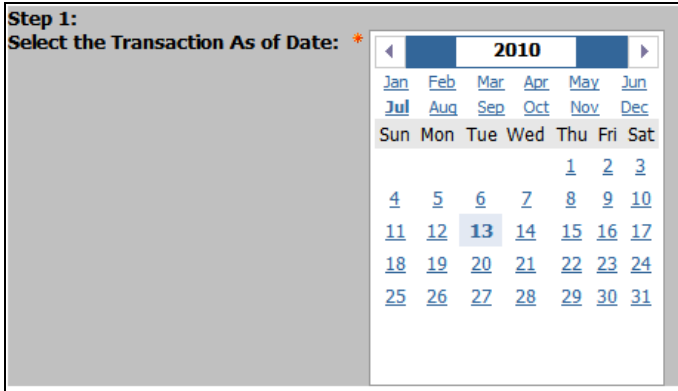 Step 1:
Select the Transaction As of Date: *
2010
Jan Feb Mar Apr May Jun
Jul Aug Sep Oct Nov Dec
Sun Mon Tue Wed Thu Fri Sat
1 2 3
4 5 6 7 8 9 10
11 12 13 14 15 16 17
18 19 20 21 22 23 24
25 26 27 28 29 30 31